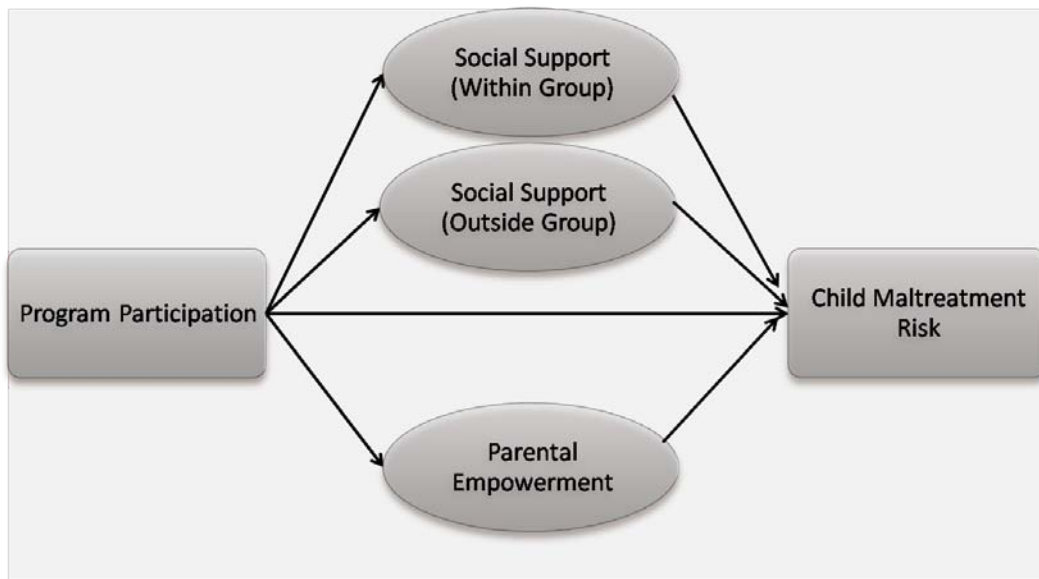 Social Support
(Within Group)
Social Support
(Outside Group)
Program Participation
Child Maltreatment
Risk
Parental
Empowerment